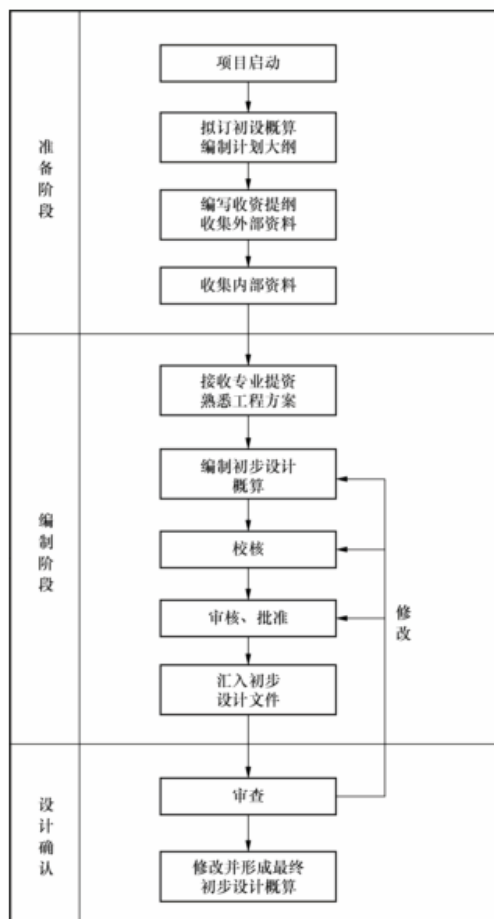 准备阶段
项目启动
拟订初设概算
编制计划大纲
编写收资提纲
收集外部资料
收集内部资料
编制阶段
接收专业提资
熟悉工程方案
编制初步设计
概算
校核
审核、批准
修改
汇入初步
设计文件
设计确认
审查
修改并形成最终
初步设计概算